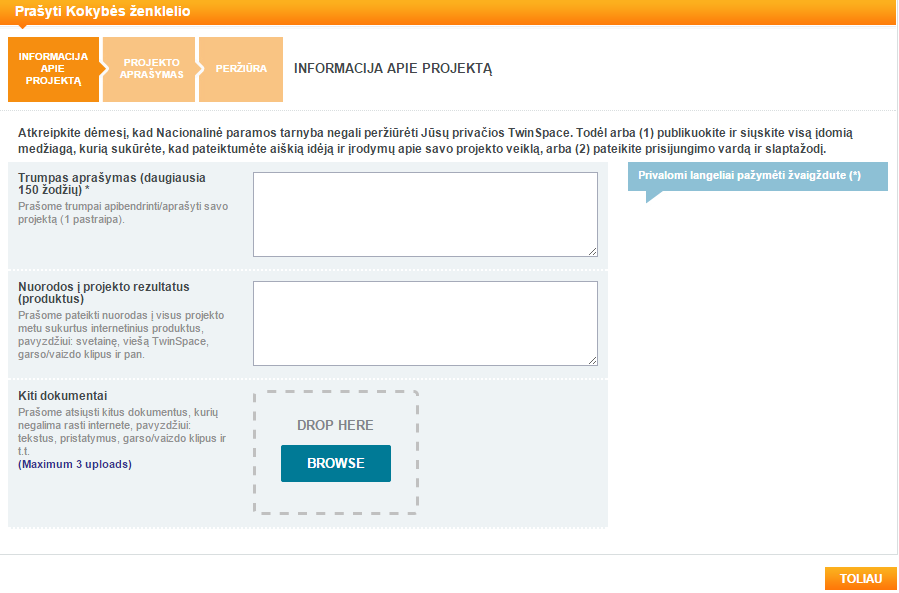 Prašyti Kokybės ženklelio
INFORMACIJA
APIE
PROJEKTĄ
PROJEKTO
APRAŠYMAS
PERŽIŪRA
INFORMACIJA APIE PROJEKTĄ
Atkreipkite dėmesį, kad Nacionalinė paramos tarnyba negali peržiūrėti Jūsų privačios TwinSpace. Todėl arba (1) publikuokite ir siųskite visą įdomią
medžiagą, kurią sukūrėte, kad pateiktumėte aiškią idėją ir įrodymų apie savo projekto veiklą, arba (2) pateikite prisijungimo vardą ir slaptažodį.
Trumpas aprašymas (daugiausia
150 žodžių) *
Prašome trumpai apibendrinti/aprašyti savo
projektą (1 pastraipa).
Privalomi langeliai pažymėti žvaigždute (*)
Nuorodos į projekto rezultatus
(produktus)
Prašome pateikti nuorodas į visus projekto
metu sukurtus internetinius produktus,
pavyzdžiui: svetainę, viešą TwinSpace,
garso/vaizdo klipus ir pan.
Kiti dokumentai
Prašome atsiųsti kitus dokumentus, kurių
negalima rasti internete, pavyzdžiui:
tekstus, pristatymus, garso/vaizdo klipus ir
t.t.
(Maximum 3 uploads)
DROP HERE
BROWSE
TOLIAU